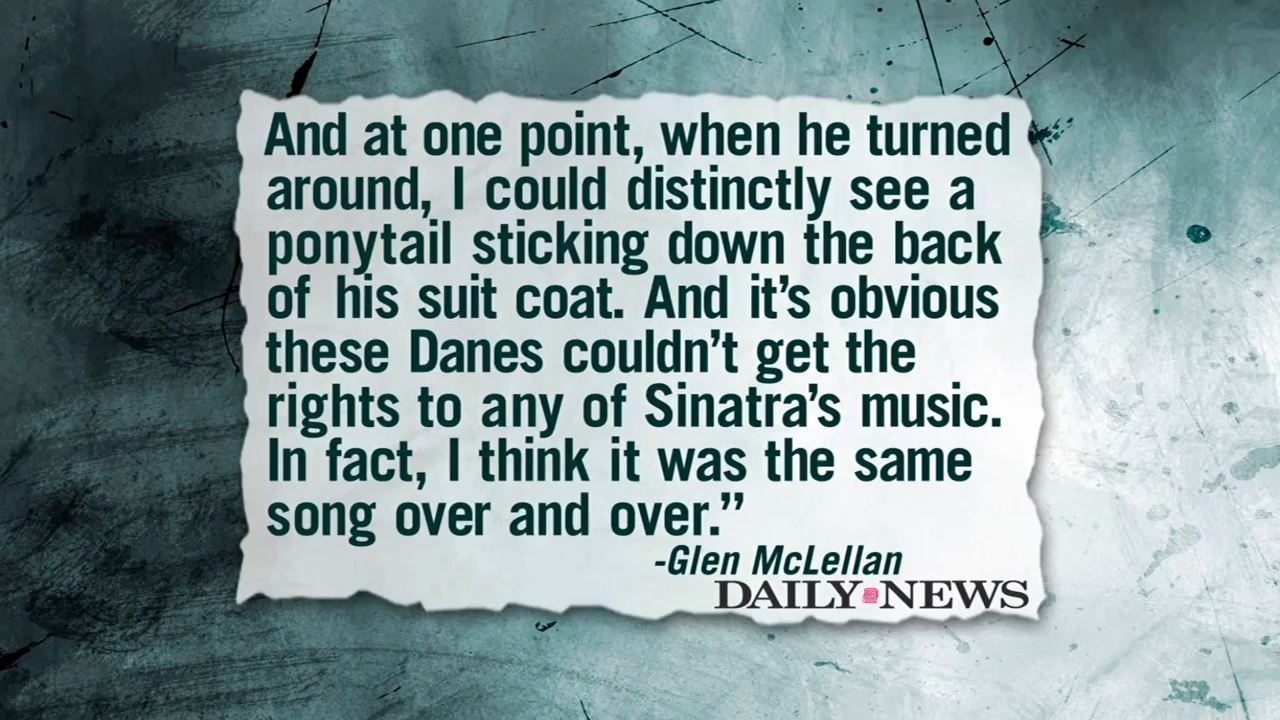 And at one point, when he turned
around, I could distinctly see a
ponytail sticking down the back
of his suit coat. And it’s obvious
these Danes couldn’t get the
rights to any of Sinatra’s music.
In fact, I think it was the same
song over and over.”
-Glen McLellan
DAILY NEWS